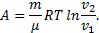 A = m/μ RT ln v₂/v₁.